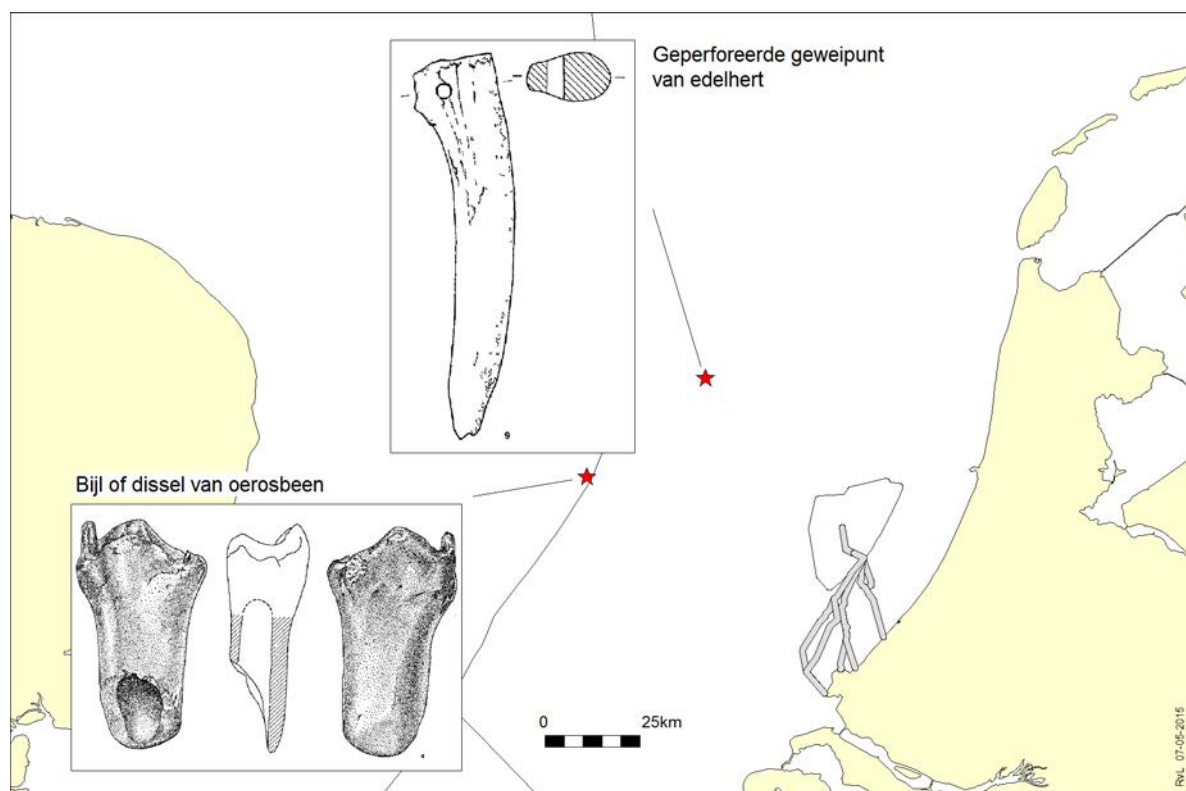 Geperforeerde geweipunt
van edelhert
9
Bijl of dissel van oerosbeen
4
0 25km
RvL 07-05-2015